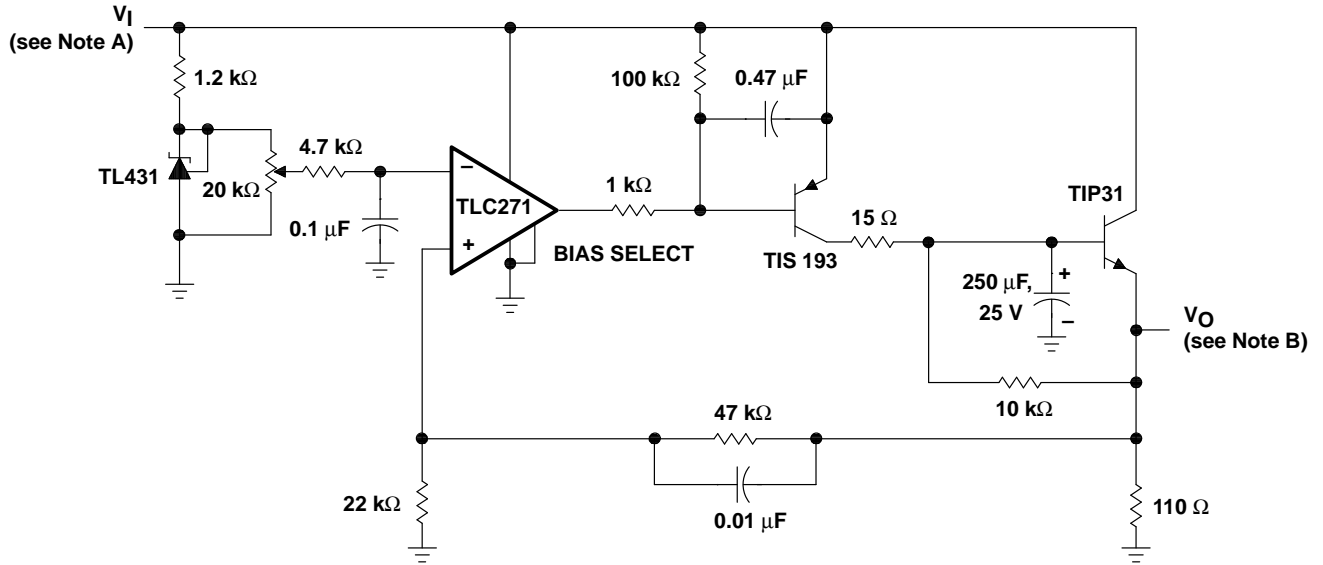 VI
(see Note A)
1.2 kΩ
TL431
20 kΩ
4.7 kΩ
0.1 μF
−
TLC271
+
BIAS SELECT
1 kΩ
100 kΩ
0.47 μF
TIS 193
15 Ω
TIP31
250 μF,
25 V
+
−
VO
(see Note B)
10 kΩ
47 kΩ
0.01 μF
22 kΩ
110 Ω